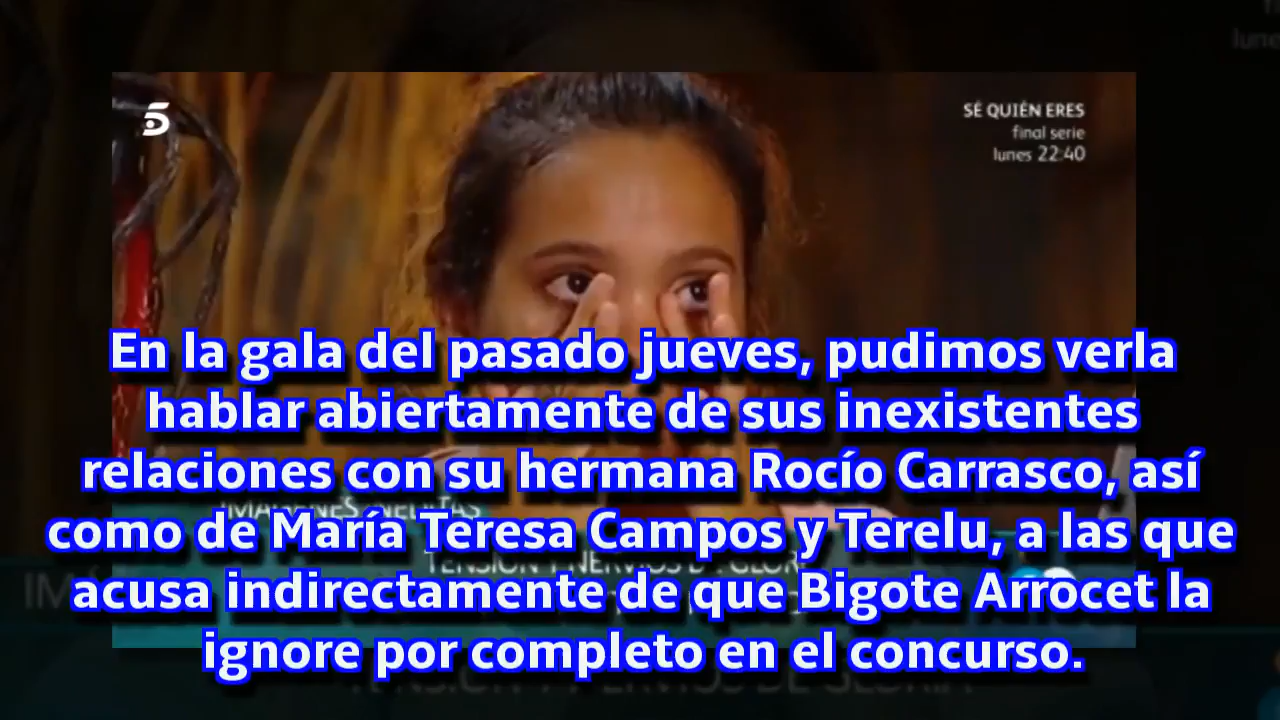 5
SÉ QUIÉN ERES
final serie
lunes 22:40
En la gala del pasado jueves, pudimos verla
hablar abiertamente de sus inexistentes
relaciones con su hermana Rocío Carrasco, así
como de María Teresa Campos y Terelu, a las que
acusa indirectamente de que Bigote Arrocet la
ignore por completo en el concurso.